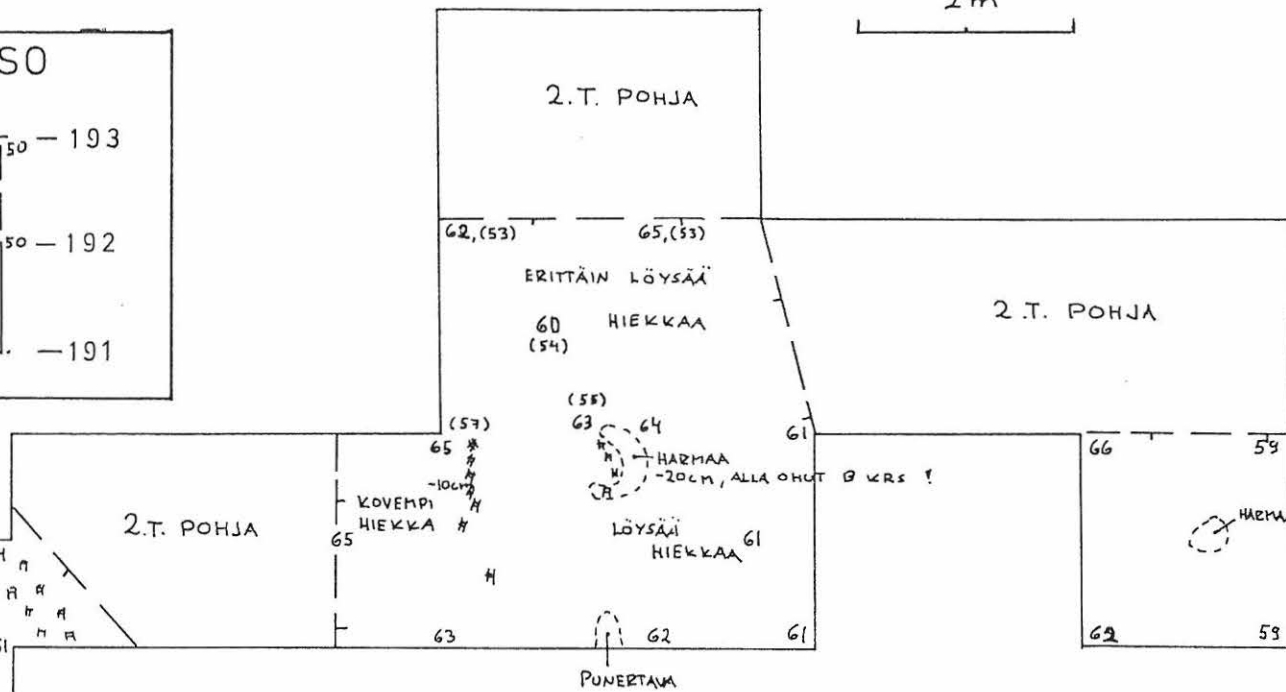 SO
50 — 193
50 — 192
— 191
2 m
2.T. POHJA
62,(53) 65,(53)
ERITTÄIN LÖYSÄÄ
HIEKKAA
60
(54)
2.T. POHJA
(57) (55)
65 63 64 61
66 59
HARMAA
-20cm, ALLA OHUT B KRS !
-10cm
KOVEMPI
HIEKKA
2.T. POHJA
65
LÖYSÄÄ
HIEKKAA 61
63 62 61
62 59
PUNERTAVA